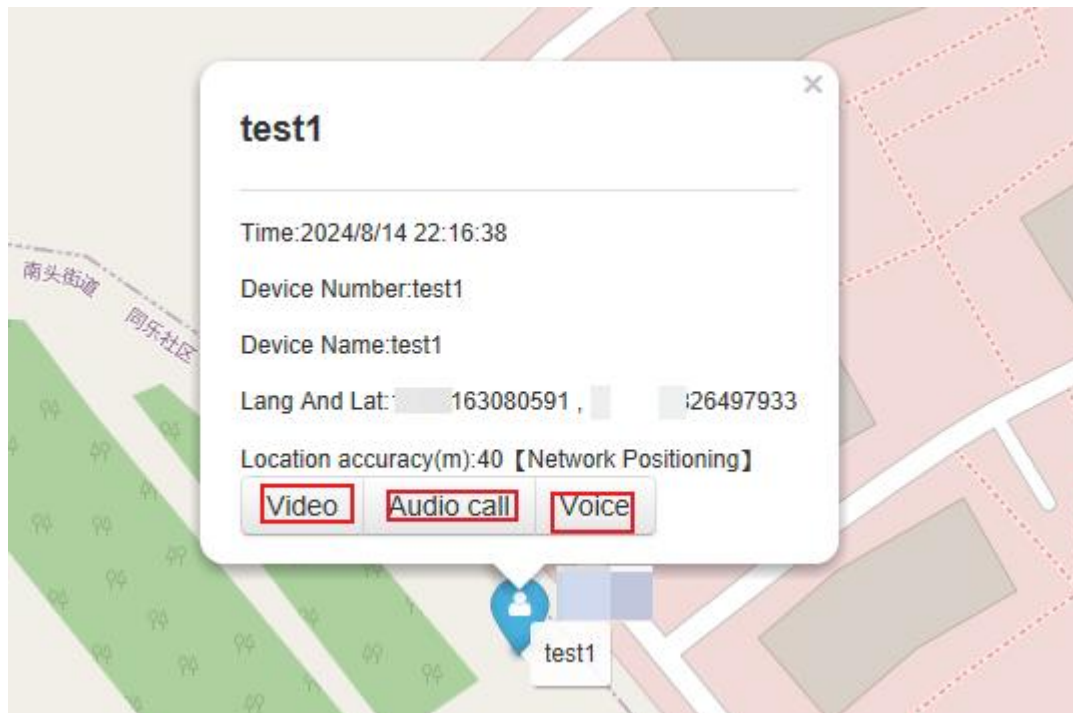 ×
test1
Time:2024/8/14 22:16:38
Device Number:test1
Device Name:test1
Lang And Lat: 163080591 , 326497933
Location accuracy(m):40【Network Positioning】
Video Audio call Voice
南头街道
同乐社区
test1